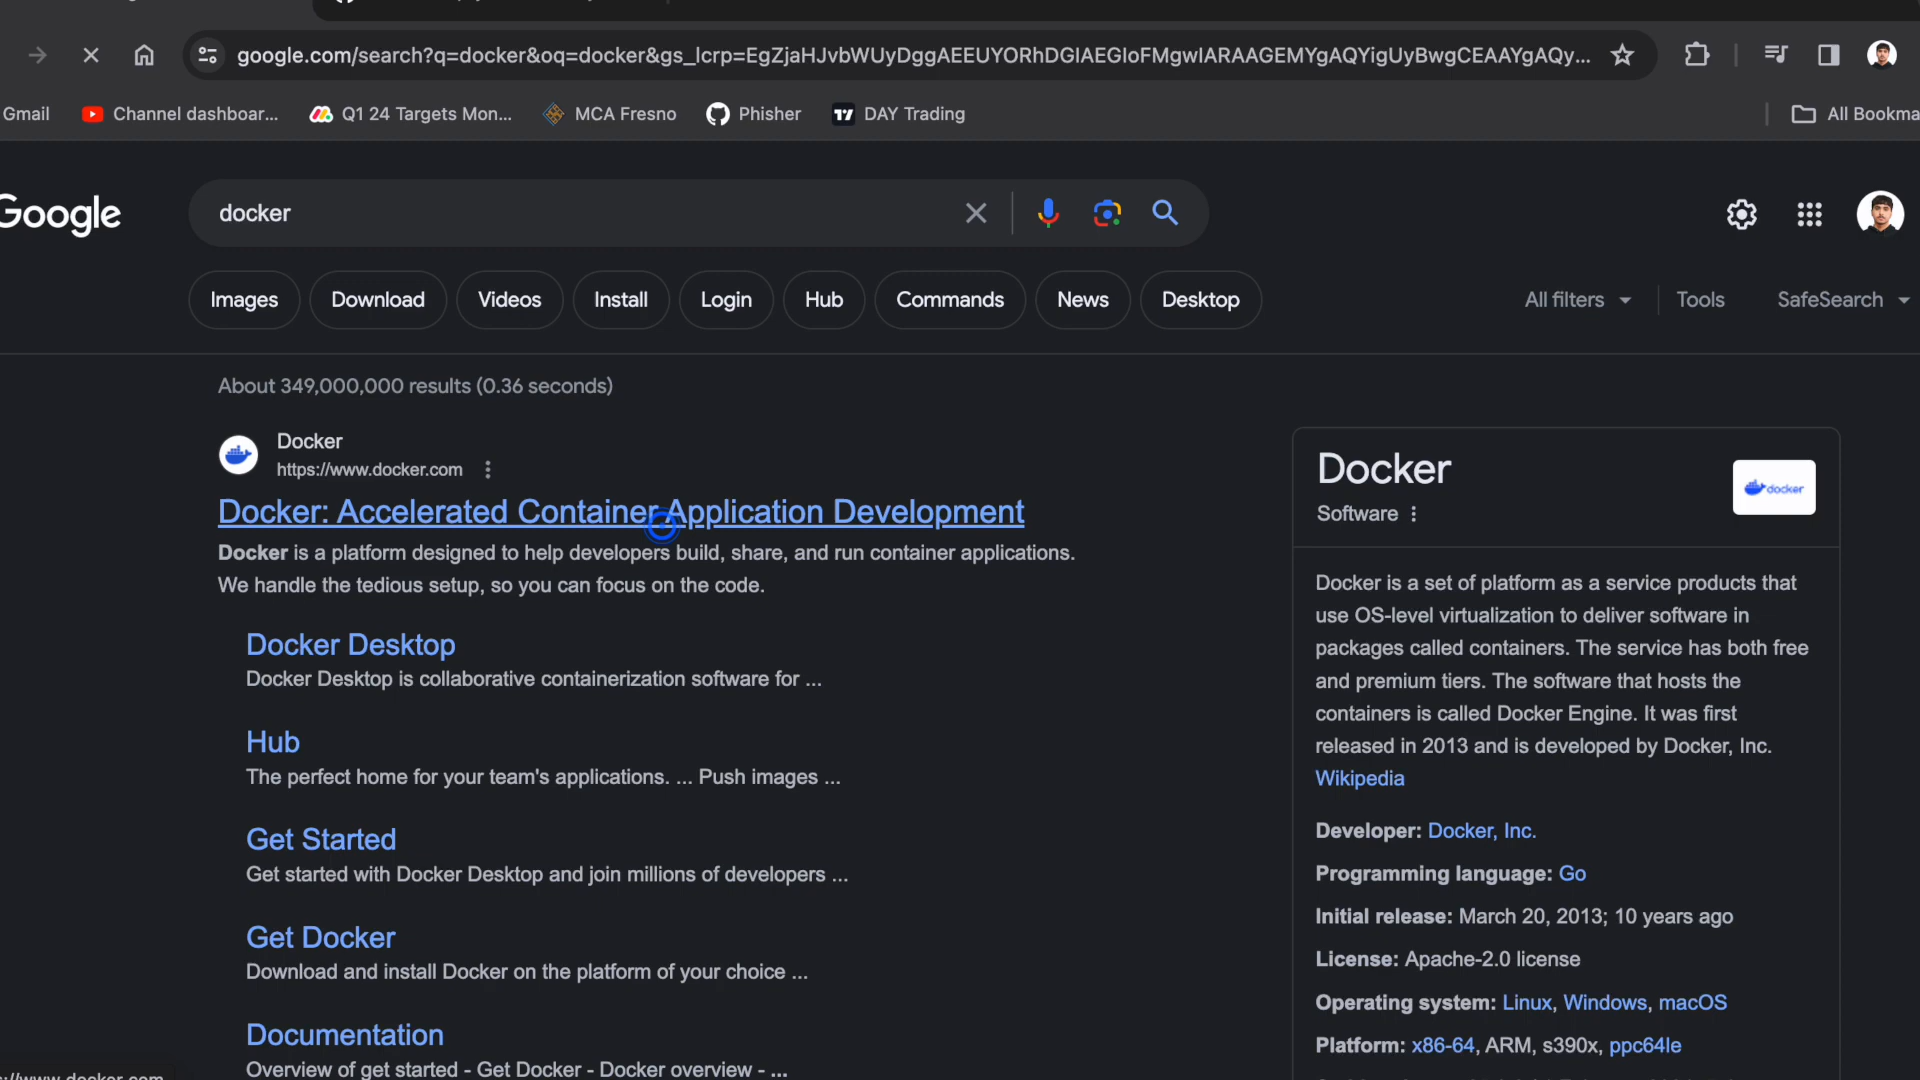 google.com/search?q=docker&oq=docker&gs_lcrp=EgZjaHJvbWUyDggAEEUYORhDGIAEGIoFMgwIARAAGEMYgAQYigUyBwgCEAAYgAQy...
Gmail Channel dashboar... Q1 24 Targets Mon... MCA Fresno Phisher DAY Trading All Bookma
Google docker
Images Download Videos Install Login Hub Commands News Desktop All filters Tools SafeSearch
About 349,000,000 results (0.36 seconds)
Docker
https://www.docker.com
Docker: Accelerated Container Application Development
Docker is a platform designed to help developers build, share, and run container applications.
We handle the tedious setup, so you can focus on the code.
Docker Desktop
Docker Desktop is collaborative containerization software for ...
Hub
The perfect home for your team's applications. ... Push images ...
Get Started
Get started with Docker Desktop and join millions of developers ...
Get Docker
Download and install Docker on the platform of your choice ...
Documentation
Overview of get started - Get Docker - Docker overview - ...
Docker
docker
Software
Docker is a set of platform as a service products that
use OS-level virtualization to deliver software in
packages called containers. The service has both free
and premium tiers. The software that hosts the
containers is called Docker Engine. It was first
released in 2013 and is developed by Docker, Inc.
Wikipedia
Developer: Docker, Inc.
Programming language: Go
Initial release: March 20, 2013; 10 years ago
License: Apache-2.0 license
Operating system: Linux, Windows, macOS
Platform: x86-64, ARM, s390x, ppc64le